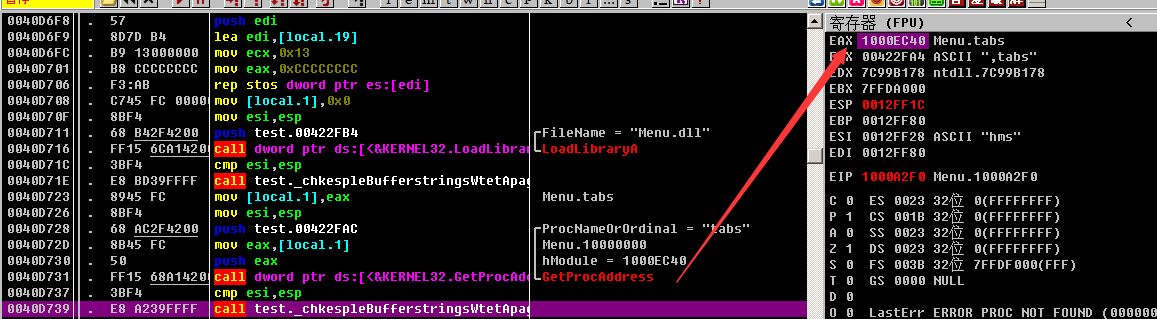 暂停
l e m t w h c P k b r ... s
0040D6F8 . 57 push edi
0040D6F9 . 8D7D B4 lea edi,[local.19]
0040D6FC . B9 13000000 mov ecx,0x13
0040D701 . B8 CCCCCCCC mov eax,0xCCCCCCCC
0040D706 . F3:AB rep stos dword ptr es:[edi]
0040D708 . C745 FC 00000 mov [local.1],0x0
0040D70F . 8BF4 mov esi,esp
0040D711 . 68 B42F4200 push test.00422FB4 FileName = "Menu.dll"
0040D716 . FF15 6CA14200 call dword ptr ds:[<&KERNEL32.LoadLibrar LoadLibraryA
0040D71C . 3BF4 cmp esi,esp
0040D71E . E8 BD39FFFF call test._chkespleBufferstringsWtetApag
0040D723 . 8945 FC mov [local.1],eax Menu.tabs
0040D726 . 8BF4 mov esi,esp
0040D728 . 68 AC2F4200 push test.00422FAC ProcNameOrOrdinal = "tabs"
0040D72D . 8B45 FC mov eax,[local.1] Menu.10000000
0040D730 . 50 push eax hModule = 1000EC40
0040D731 . FF15 68A14200 call dword ptr ds:[<&KERNEL32.GetProcAdd GetProcAddress
0040D737 . 3BF4 cmp esi,esp
0040D739 . E8 A239FFFF call test._chkespleBufferstringsWtetApag
寄存器 (FPU) <
EAX 1000EC40 Menu.tabs
ECX 00422FA4 ASCII ",tabs"
EDX 7C99B178 ntdll.7C99B178
EBX 7FFDA000
ESP 0012FF1C
EBP 0012FF80
ESI 0012FF28 ASCII "hms"
EDI 0012FF80
EIP 1000A2F0 Menu.1000A2F0
C 0 ES 0023 32位 0(FFFFFFFF)
P 1 CS 001B 32位 0(FFFFFFFF)
A 0 SS 0023 32位 0(FFFFFFFF)
Z 1 DS 0023 32位 0(FFFFFFFF)
S 0 FS 003B 32位 7FFDF000(FFF)
T 0 GS 0000 NULL
D 0
O 0 LastErr ERROR_PROC_NOT_FOUND (000000